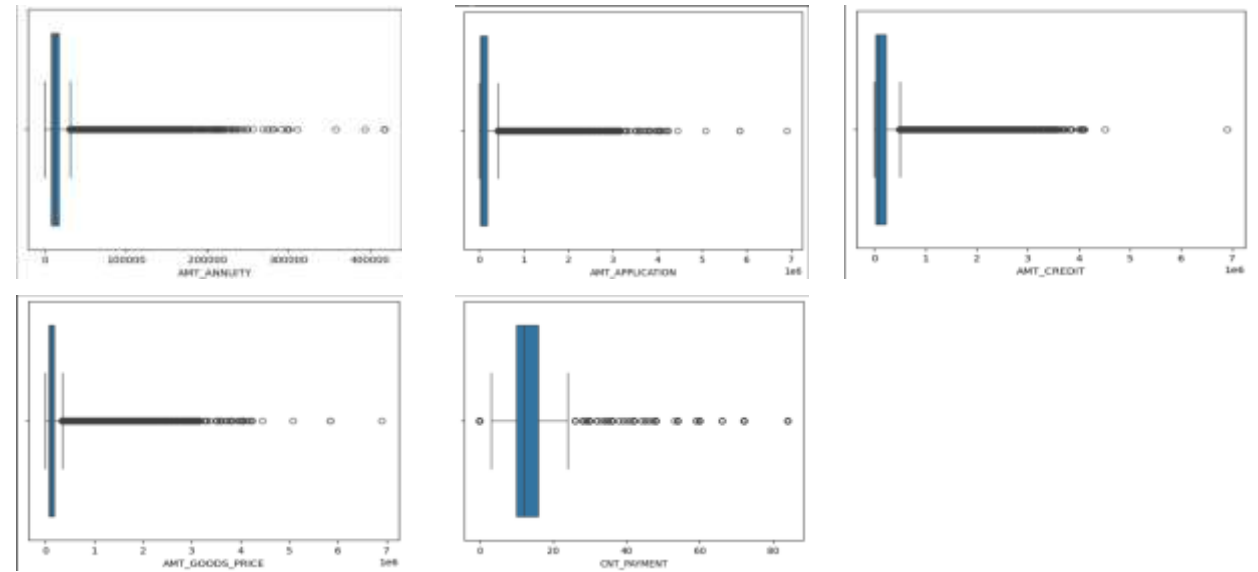 0 100000 200000 300000 400000
AMT_ANNUITY
0 1 2 3 4 5 6 7
1e6
AMT_APPLICATION
0 1 2 3 4 5 6 7
1e6
AMT_CREDIT
0 1 2 3 4 5 6 7
1e6
AMT_GOODS_PRICE
0 20 40 60 80
CNT_PAYMENT